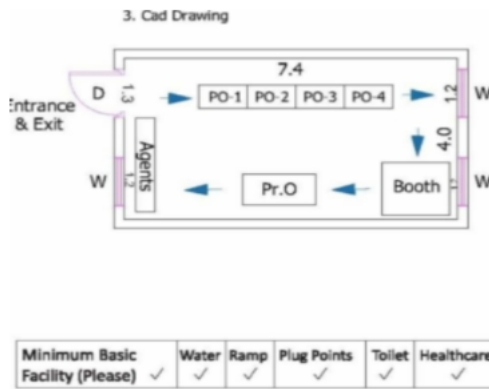 3. Cad Drawing
7.4
D
1.3
PO-1 PO-2 PO-3 PO-4
1.2
W
Entrance
& Exit
4.0
W
1.2
Agents
Pr.O
Booth
W
Minimum Basic Facility (Please) ✓
Water ✓
Ramp ✓
Plug Points ✓
Toilet ✓
Healthcare ✓